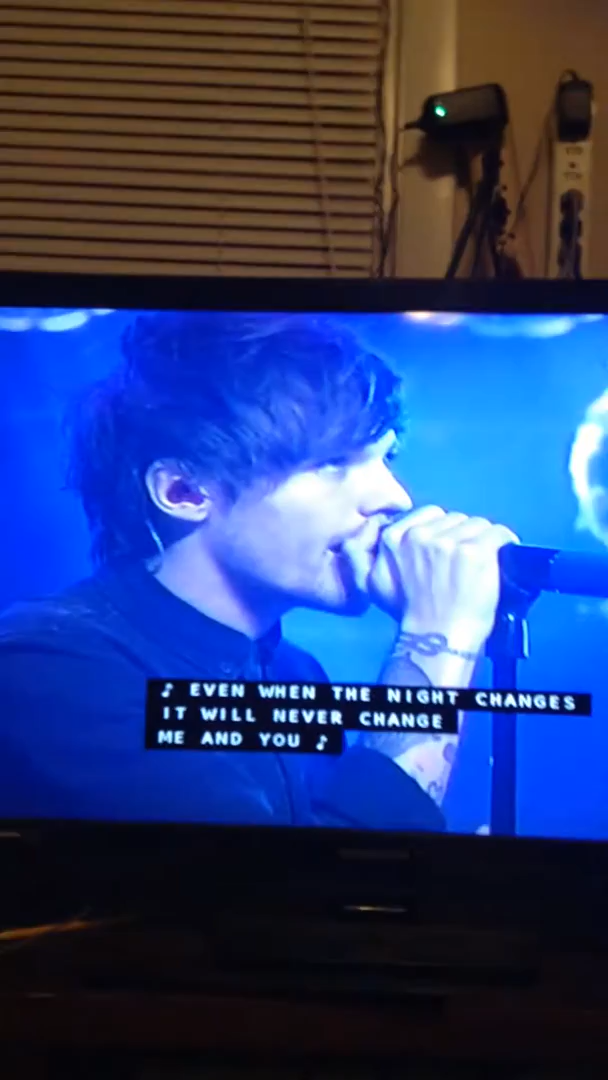 ♪ EVEN WHEN THE NIGHT CHANGES
IT WILL NEVER CHANGE
ME AND YOU ♪